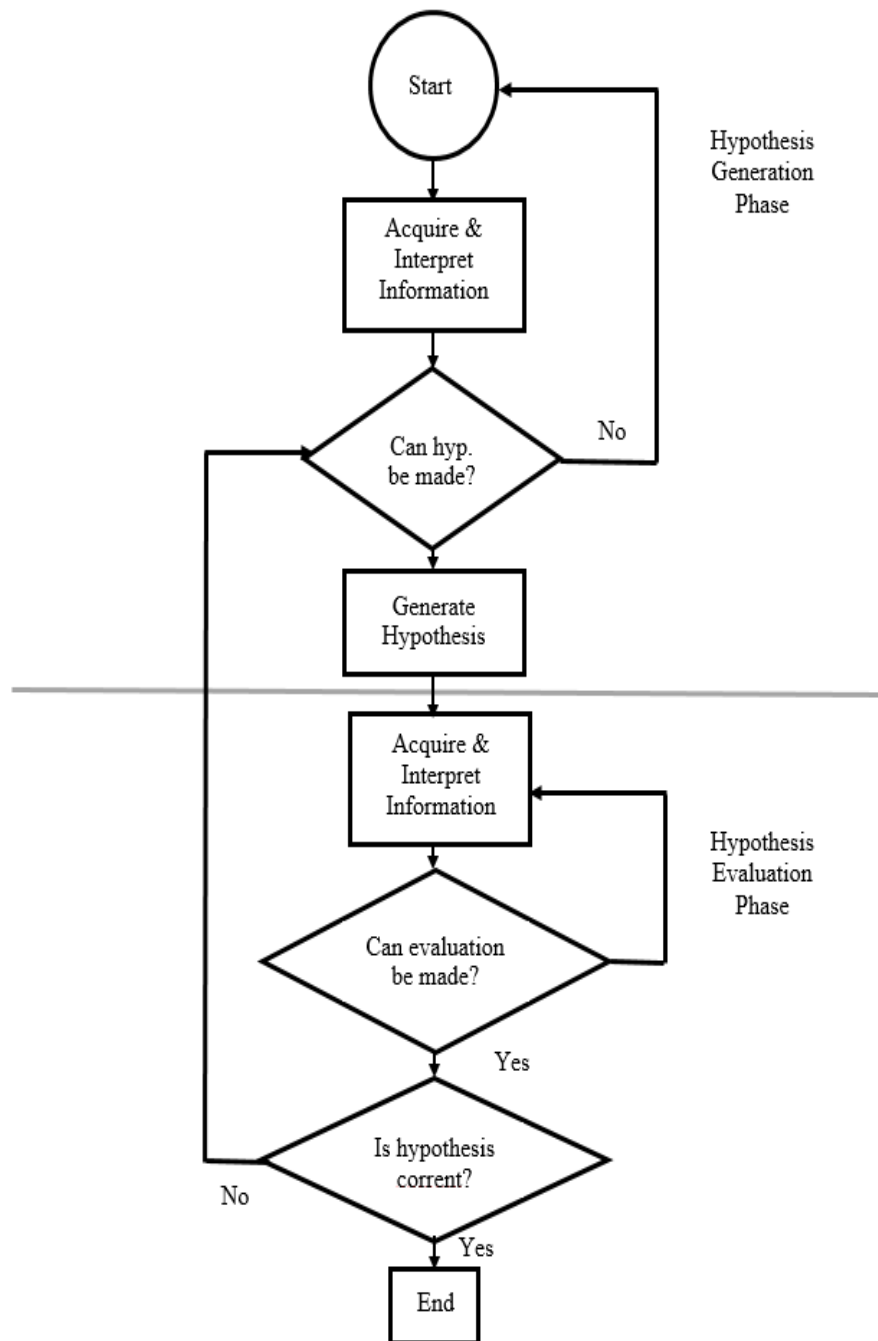 Start
Hypothesis
Generation
Phase
Acquire &
Interpret
Information
No
Can hyp.
be made?
Generate
Hypothesis
Acquire &
Interpret
Information
Hypothesis
Evaluation
Phase
Can evaluation
be made?
Yes
Is hypothesis
corrent?
No
Yes
End